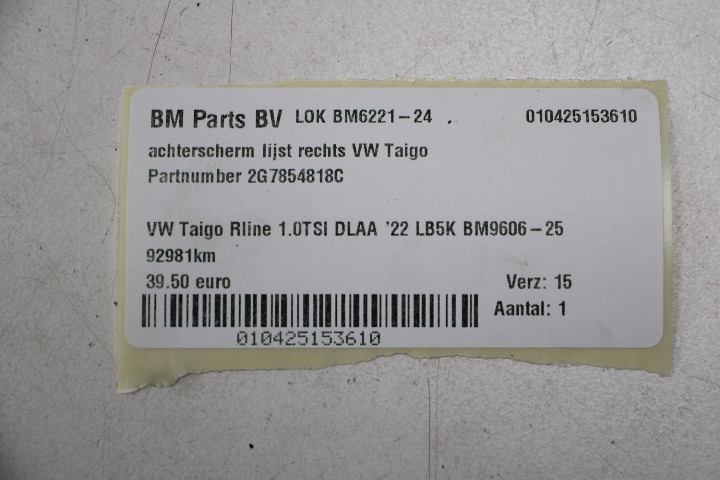 BM Parts BV LOK BM6221-24 010425153610
achterscherm lijst rechts VW Taigo
Partnumber 2G7854818C
VW Taigo Rline 1.0TSI DLAA '22 LB5K BM9606-25
92981km
39.50 euro Verz: 15
Aantal: 1
010425153610